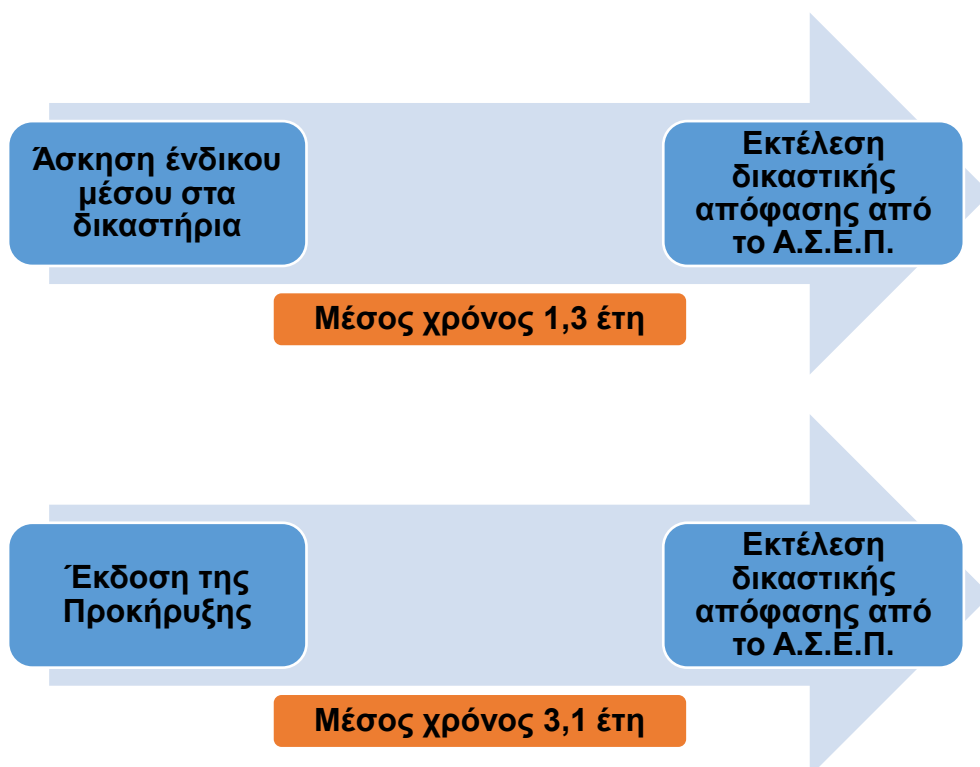 Άσκηση ένδικου
μέσου στα
δικαστήρια
Εκτέλεση
δικαστικής
απόφασης από
το Α.Σ.Ε.Π.
Μέσος χρόνος 1,3 έτη
Έκδοση της
Προκήρυξης
Εκτέλεση
δικαστικής
απόφασης από
το Α.Σ.Ε.Π.
Μέσος χρόνος 3,1 έτη